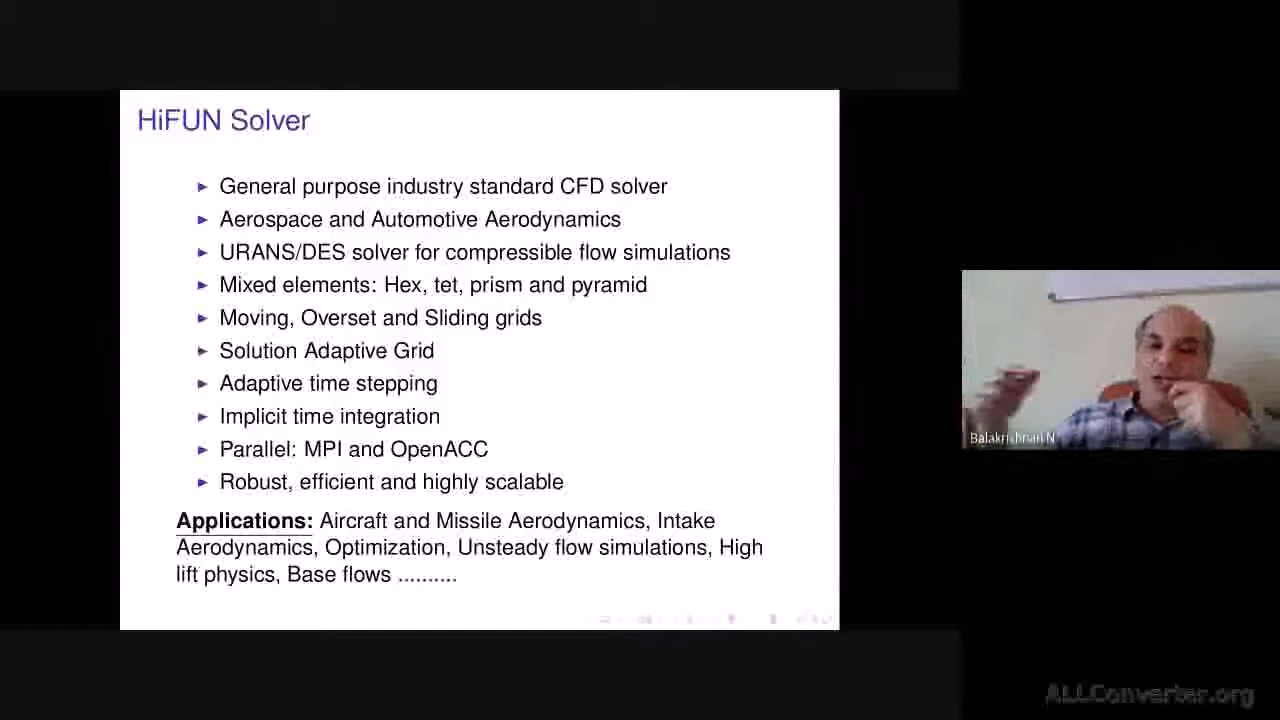 HiFUN Solver
General purpose industry standard CFD solver
Aerospace and Automotive Aerodynamics
URANS/DES solver for compressible flow simulations
Mixed elements: Hex, tet, prism and pyramid
Moving, Overset and Sliding grids
Solution Adaptive Grid
Adaptive time stepping
Implicit time integration
Parallel: MPI and OpenACC
Robust, efficient and highly scalable
Applications: Aircraft and Missile Aerodynamics, Intake
Aerodynamics, Optimization, Unsteady flow simulations, High
lift physics, Base flows ..........
Balakrishnan N
ALLConverter.org